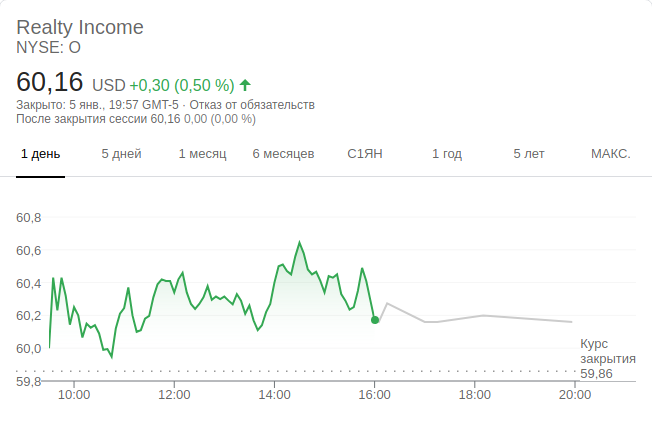 Realty Income
NYSE: O
60,16 USD +0,30 (0,50 %)
Закрыто: 5 янв., 19:57 GMT-5 · Отказ от обязательств
После закрытия сессии 60,16 0,00 (0,00 %)
1 день 5 дней 1 месяц 6 месяцев С1ЯН 1 год 5 лет МАКС.
60,8
60,6
60,4
60,2
60,0
59,8
Курс
закрытия
59,86
10:00 12:00 14:00 16:00 18:00 20:00